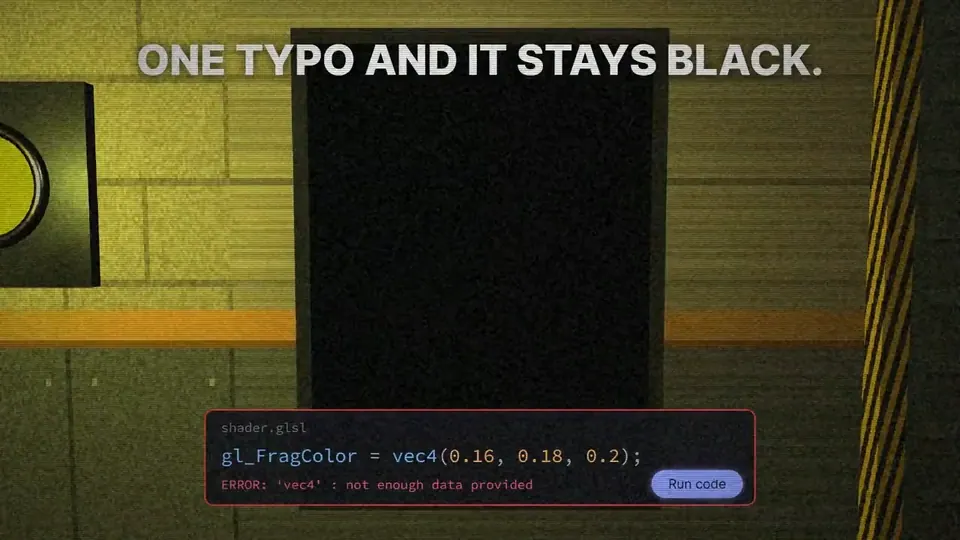 ONE TYPO AND IT STAYS BLACK.
shader.glsl
gl_FragColor = vec4(0.16, 0.18, 0.2);
ERROR: 'vec4' : not enough data provided
Run code